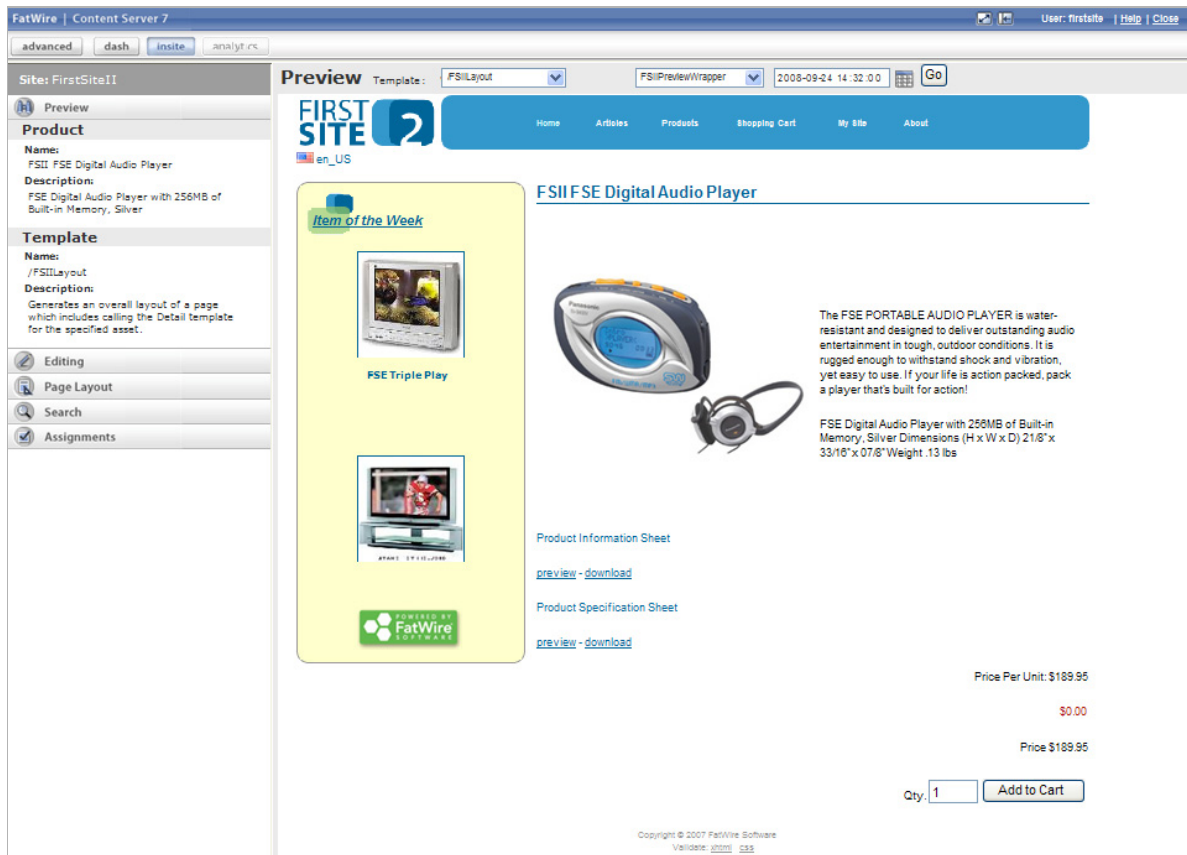 FatWire | Content Server 7
User: firstsite | Help | Close
advanced dash insite analytics
Site: FirstSiteII
Preview
Product
Name:
FSII FSE Digital Audio Player
Description:
FSE Digital Audio Player with 256MB of
Built-in Memory, Silver
Template
Name:
/FSIILayout
Description:
Generates an overall layout of a page
which includes calling the Detail template
for the specified asset.
Editing
Page Layout
Search
Assignments
Preview Template: /FSIILayout FSIIPreviewWrapper 2008-09-24 14:32:00 Go
FIRST
SITE 2
Home Articles Products Shopping Cart My Site About
en_US
Item of the Week
FSE Triple Play
POWERED BY
FatWire
SOFTWARE
FSII FSE Digital Audio Player
Panasonic
The FSE PORTABLE AUDIO PLAYER is water-
resistant and designed to deliver outstanding audio
entertainment in tough, outdoor conditions. It is
rugged enough to withstand shock and vibration,
yet easy to use. If your life is action packed, pack
a player that's built for action!
FSE Digital Audio Player with 256MB of Built-in
Memory, Silver Dimensions (H x W x D) 21/8" x
33/16" x 07/8" Weight .13 lbs
Product Information Sheet
preview - download
Product Specification Sheet
preview - download
Price Per Unit: $189.95
$0.00
Price $189.95
Qty. 1 Add to Cart
Copyright © 2007 FatWire Software
Validate: xhtml css